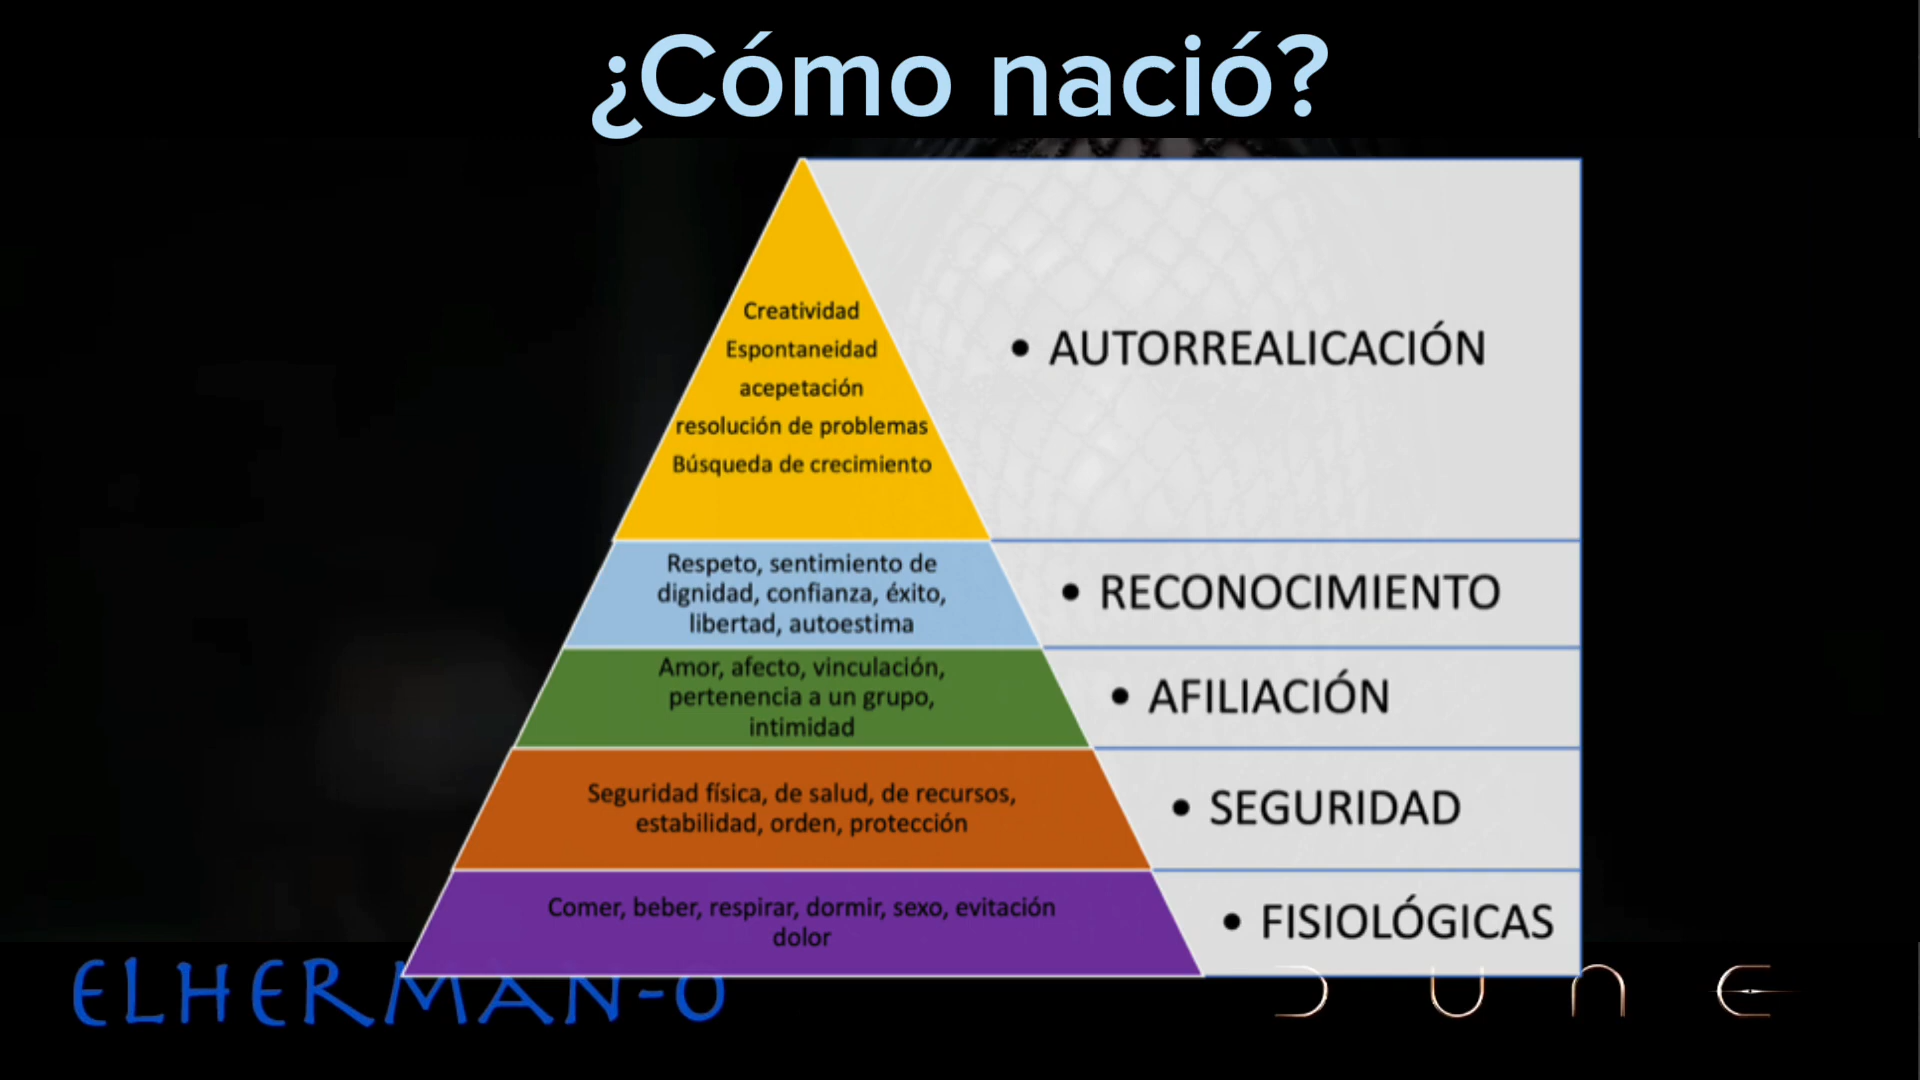 ¿Cómo nació?
Creatividad
Espontaneidad
acepetación
resolución de problemas
Búsqueda de crecimiento
• AUTORREALICACIÓN
Respeto, sentimiento de
dignidad, confianza, éxito,
libertad, autoestima
• RECONOCIMIENTO
Amor, afecto, vinculación,
pertenencia a un grupo,
intimidad
• AFILIACIÓN
Seguridad física, de salud, de recursos,
estabilidad, orden, protección
• SEGURIDAD
Comer, beber, respirar, dormir, sexo, evitación
dolor
• FISIOLÓGICAS
ELHERMAN-O
DUNE